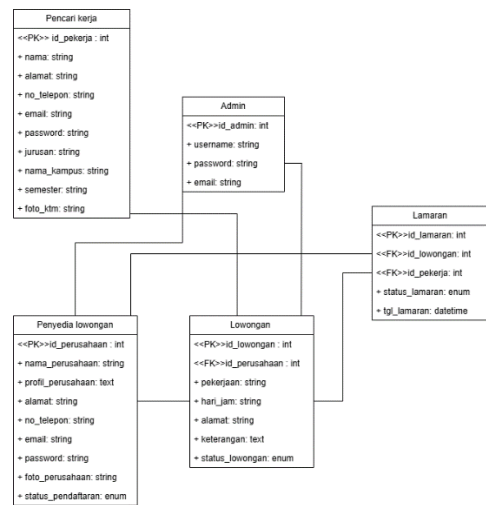 Pencari kerja
<<PK>> id_pekerja : int
+ nama: string
+ alamat: string
+ no_telepon: string
+ email: string
+ password: string
+ jurusan: string
+ nama_kampus: string
+ semester: string
+ foto_ktm: string
Admin
<<PK>>id_admin: int
+ username: string
+ password: string
+ email: string
Lamaran
<<PK>>id_lamaran: int
<<FK>>id_lowongan: int
<<FK>>id_pekerja: int
+ status_lamaran: enum
+ tgl_lamaran: datetime
Penyedia lowongan
<<PK>>id_perusahaan : int
+ nama_perusahaan: string
+ profil_perusahaan: text
+ alamat: string
+ no_telepon: string
+ email: string
+ password: string
+ foto_perusahaan: string
+ status_pendaftaran: enum
Lowongan
<<PK>>id_lowongan : int
<<FK>>id_perusahaan : int
+ pekerjaan: string
+ hari_jam: string
+ alamat: string
+ keterangan: text
+ status_lowongan: enum